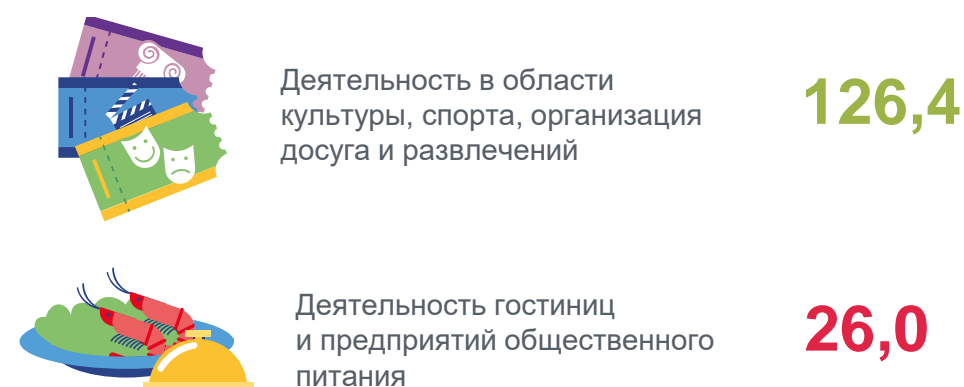 Деятельность в области
культуры, спорта, организация
досуга и развлечений
126,4
Деятельность гостиниц
и предприятий общественного
питания
26,0